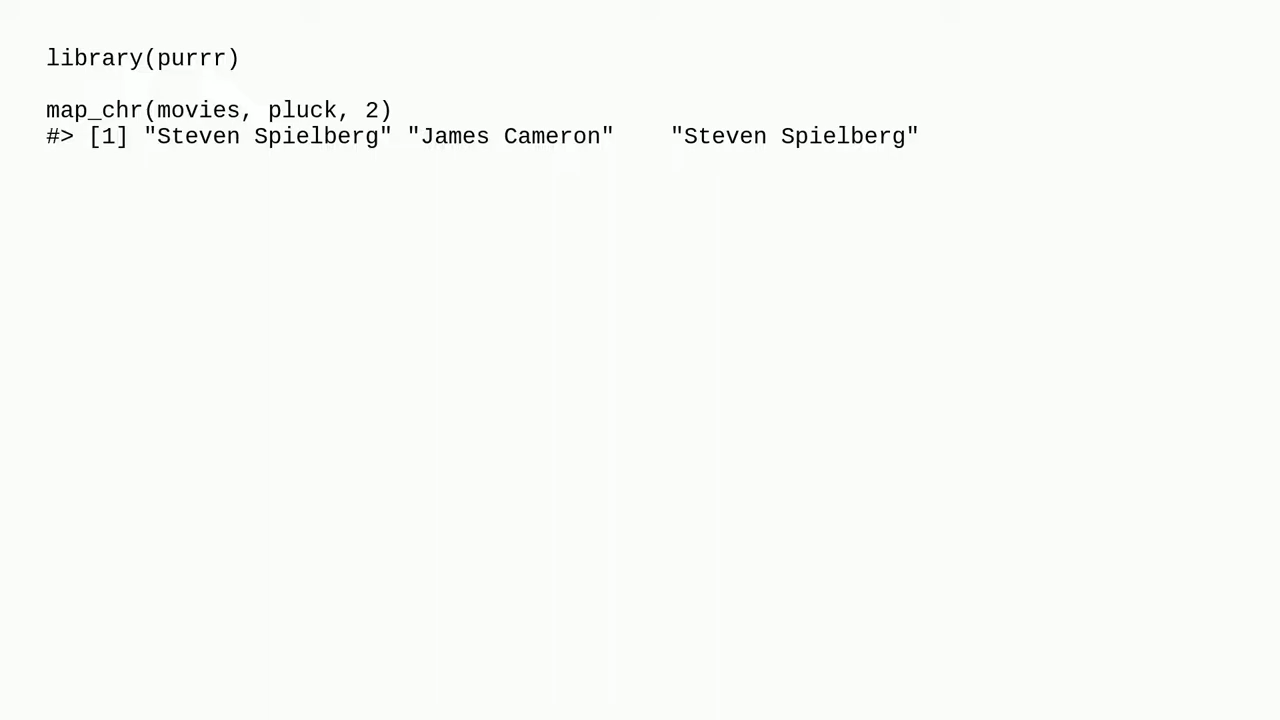 library(purrr)
map_chr(movies, pluck, 2)
#> [1] "Steven Spielberg" "James Cameron"    "Steven Spielberg"